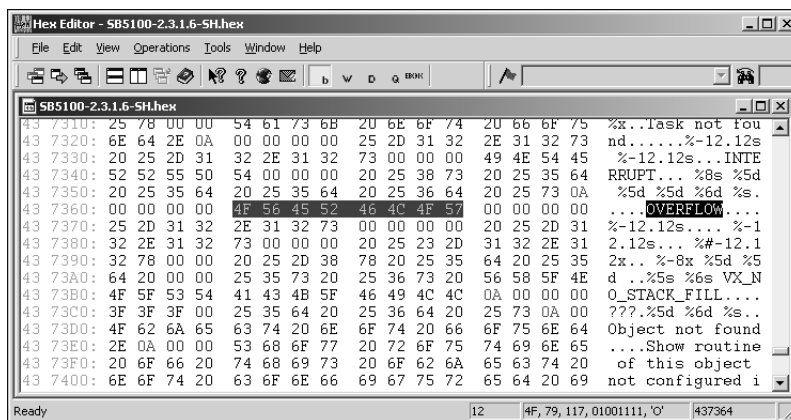 Hex Editor - SB5100-2.3.1.6-SH.hex
File Edit View Operations Tools Window Help
b W D Q
SB5100-2.3.1.6-SH.hex
43 7310: 25 78 00 00 54 61 73 6B 20 6E 6F 74 20 66 6F 75 %x..Task not fou
43 7320: 6E 64 2E 0A 00 00 00 00 25 2D 31 32 2E 31 32 73 nd......%-12.12s
43 7330: 20 25 2D 31 32 2E 31 32 73 00 00 00 49 4E 54 45 %-12.12s...INTE
43 7340: 52 52 55 50 54 00 00 00 20 25 38 73 20 25 35 64 RRUPT... %8s %5d
43 7350: 20 25 35 64 20 25 35 64 20 25 36 64 20 25 73 0A %5d %5d %6d %s.
43 7360: 00 00 00 00 4F 56 45 52 46 4C 4F 57 00 00 00 00 ....OVERFLOW....
43 7370: 25 2D 31 32 2E 31 32 73 00 00 00 00 20 25 2D 31 %-12.12s.... %-1
43 7380: 32 2E 31 32 73 00 00 00 20 25 23 2D 31 32 2E 31 2.12s... %#-12.1
43 7390: 32 78 00 00 20 25 2D 38 78 20 25 35 64 20 25 35 2x.. %-8x %5d %5
43 73A0: 64 20 00 00 25 35 73 20 25 36 73 20 56 58 5F 4E d ..%5s %6s VX_N
43 73B0: 4F 5F 53 54 41 43 4B 5F 46 49 4C 4C 0A 00 00 00 O_STACK_FILL....
43 73C0: 3F 3F 3F 00 25 35 64 20 25 36 64 20 25 73 0A 00 ???.%5d %6d %s..
43 73D0: 4F 62 6A 65 63 74 20 6E 6F 74 20 66 6F 75 6E 64 Object not found
43 73E0: 2E 0A 00 00 53 68 6F 77 20 72 6F 75 74 69 6E 65 ....Show routine
43 73F0: 20 6F 66 20 74 68 69 73 20 6F 62 6A 65 63 74 20 of this object
43 7400: 6E 6F 74 20 63 6F 6E 66 69 67 75 72 65 64 20 69 not configured i
Ready 12 4F, 79, 117, 01001111, 'O' 437364